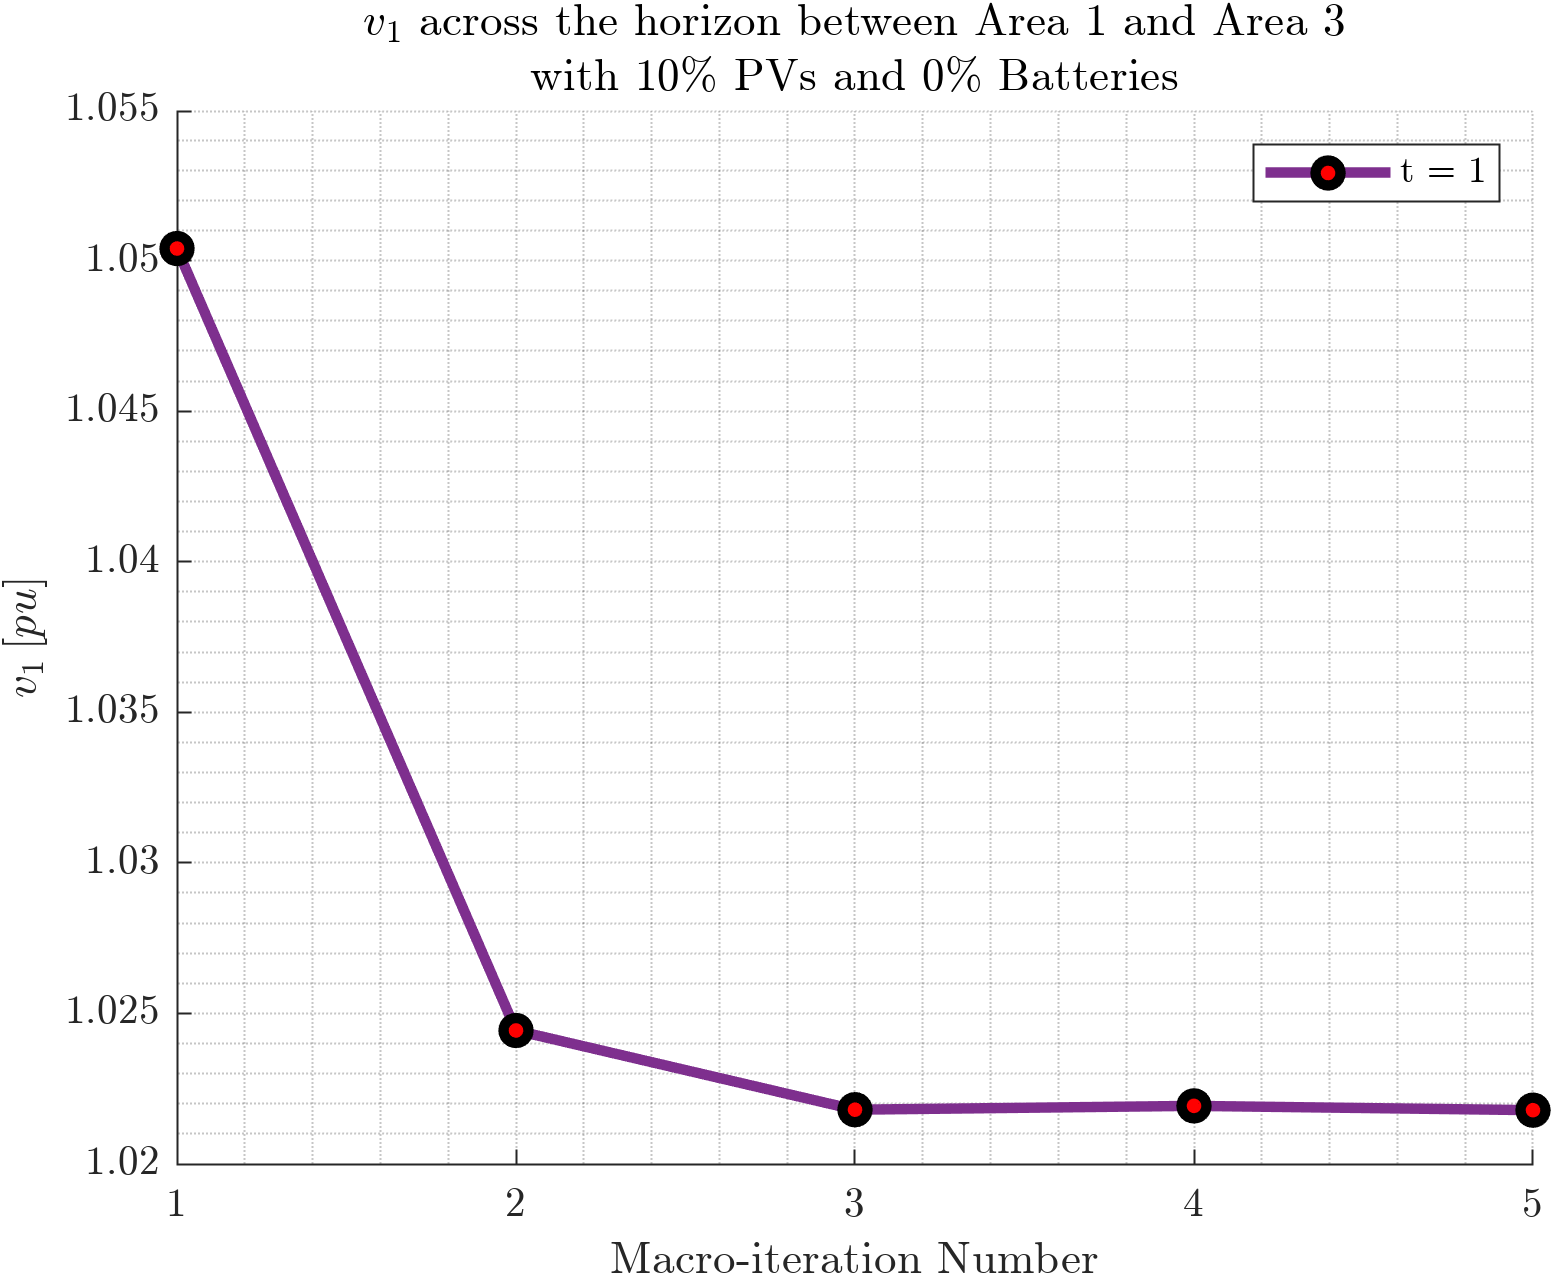 v₁ across the horizon between Area 1 and Area 3
with 10% PVs and 0% Batteries
t = 1
v₁ [pu]
1.055
1.05
1.045
1.04
1.035
1.03
1.025
1.02
1 2 3 4 5
Macro-iteration Number